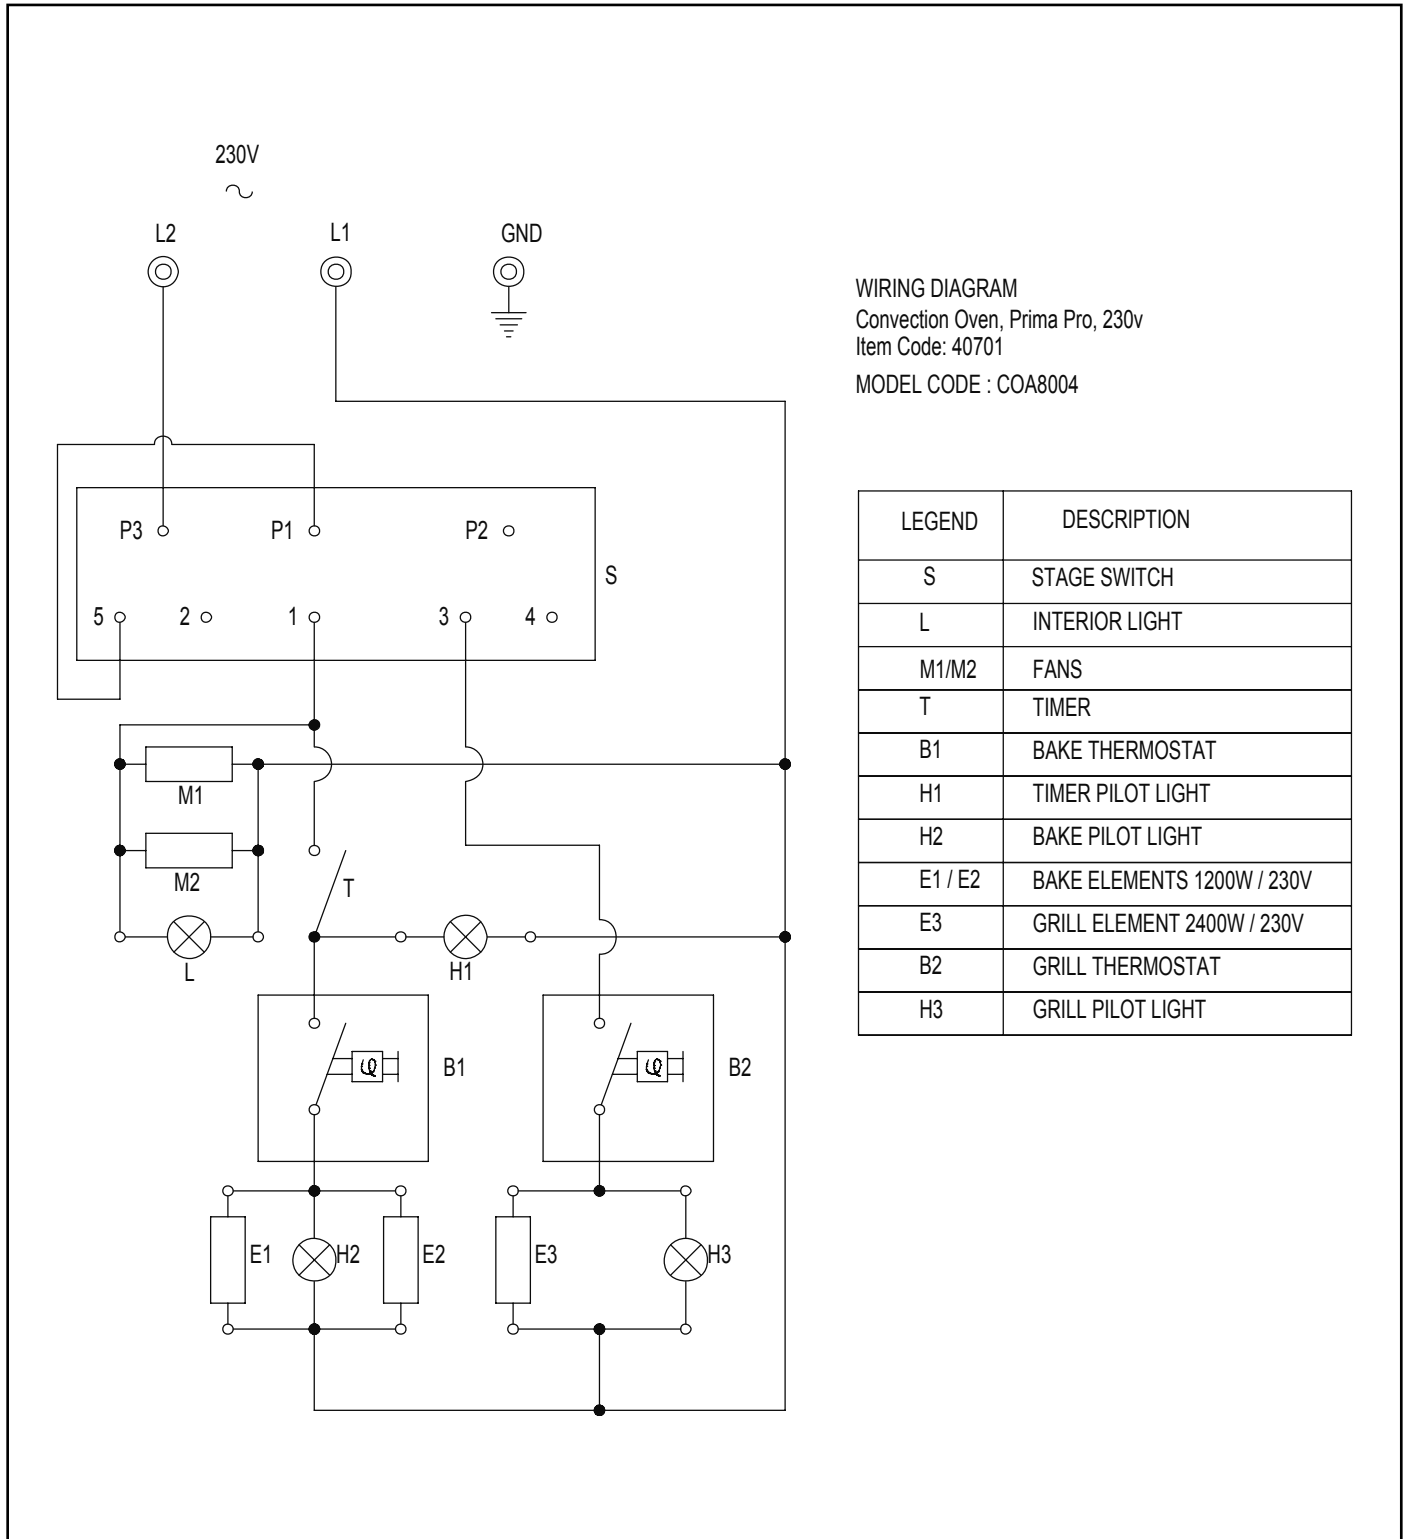 230V
L2 L1 GND
WIRING DIAGRAM
Convection Oven, Prima Pro, 230v
Item Code: 40701
MODEL CODE : COA8004
P3 P1 P2
S
5 2 1 3 4
M1
M2
T
L
H1
B1
B2
E1 H2 E2 E3 H3
LEGEND DESCRIPTION
S STAGE SWITCH
L INTERIOR LIGHT
M1/M2 FANS
T TIMER
B1 BAKE THERMOSTAT
H1 TIMER PILOT LIGHT
H2 BAKE PILOT LIGHT
E1 / E2 BAKE ELEMENTS 1200W / 230V
E3 GRILL ELEMENT 2400W / 230V
B2 GRILL THERMOSTAT
H3 GRILL PILOT LIGHT